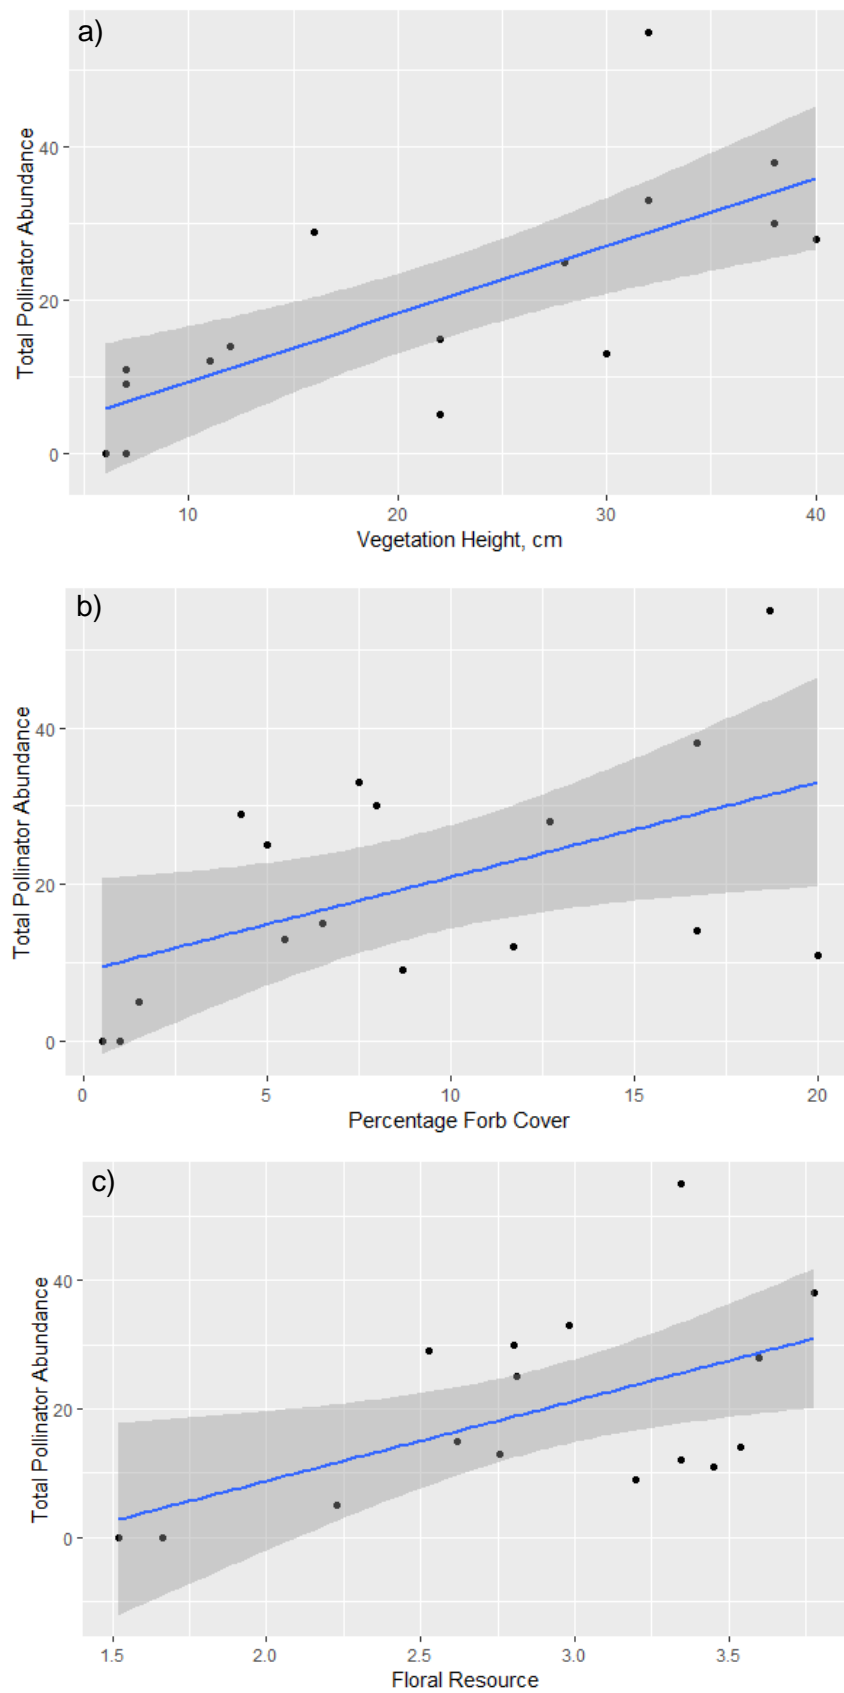 a)
Total Pollinator Abundance
40
20
0
10 20 30 40
Vegetation Height, cm
b)
Total Pollinator Abundance
40
20
0
0 5 10 15 20
Percentage Forb Cover
c)
Total Pollinator Abundance
40
20
0
1.5 2.0 2.5 3.0 3.5
Floral Resource